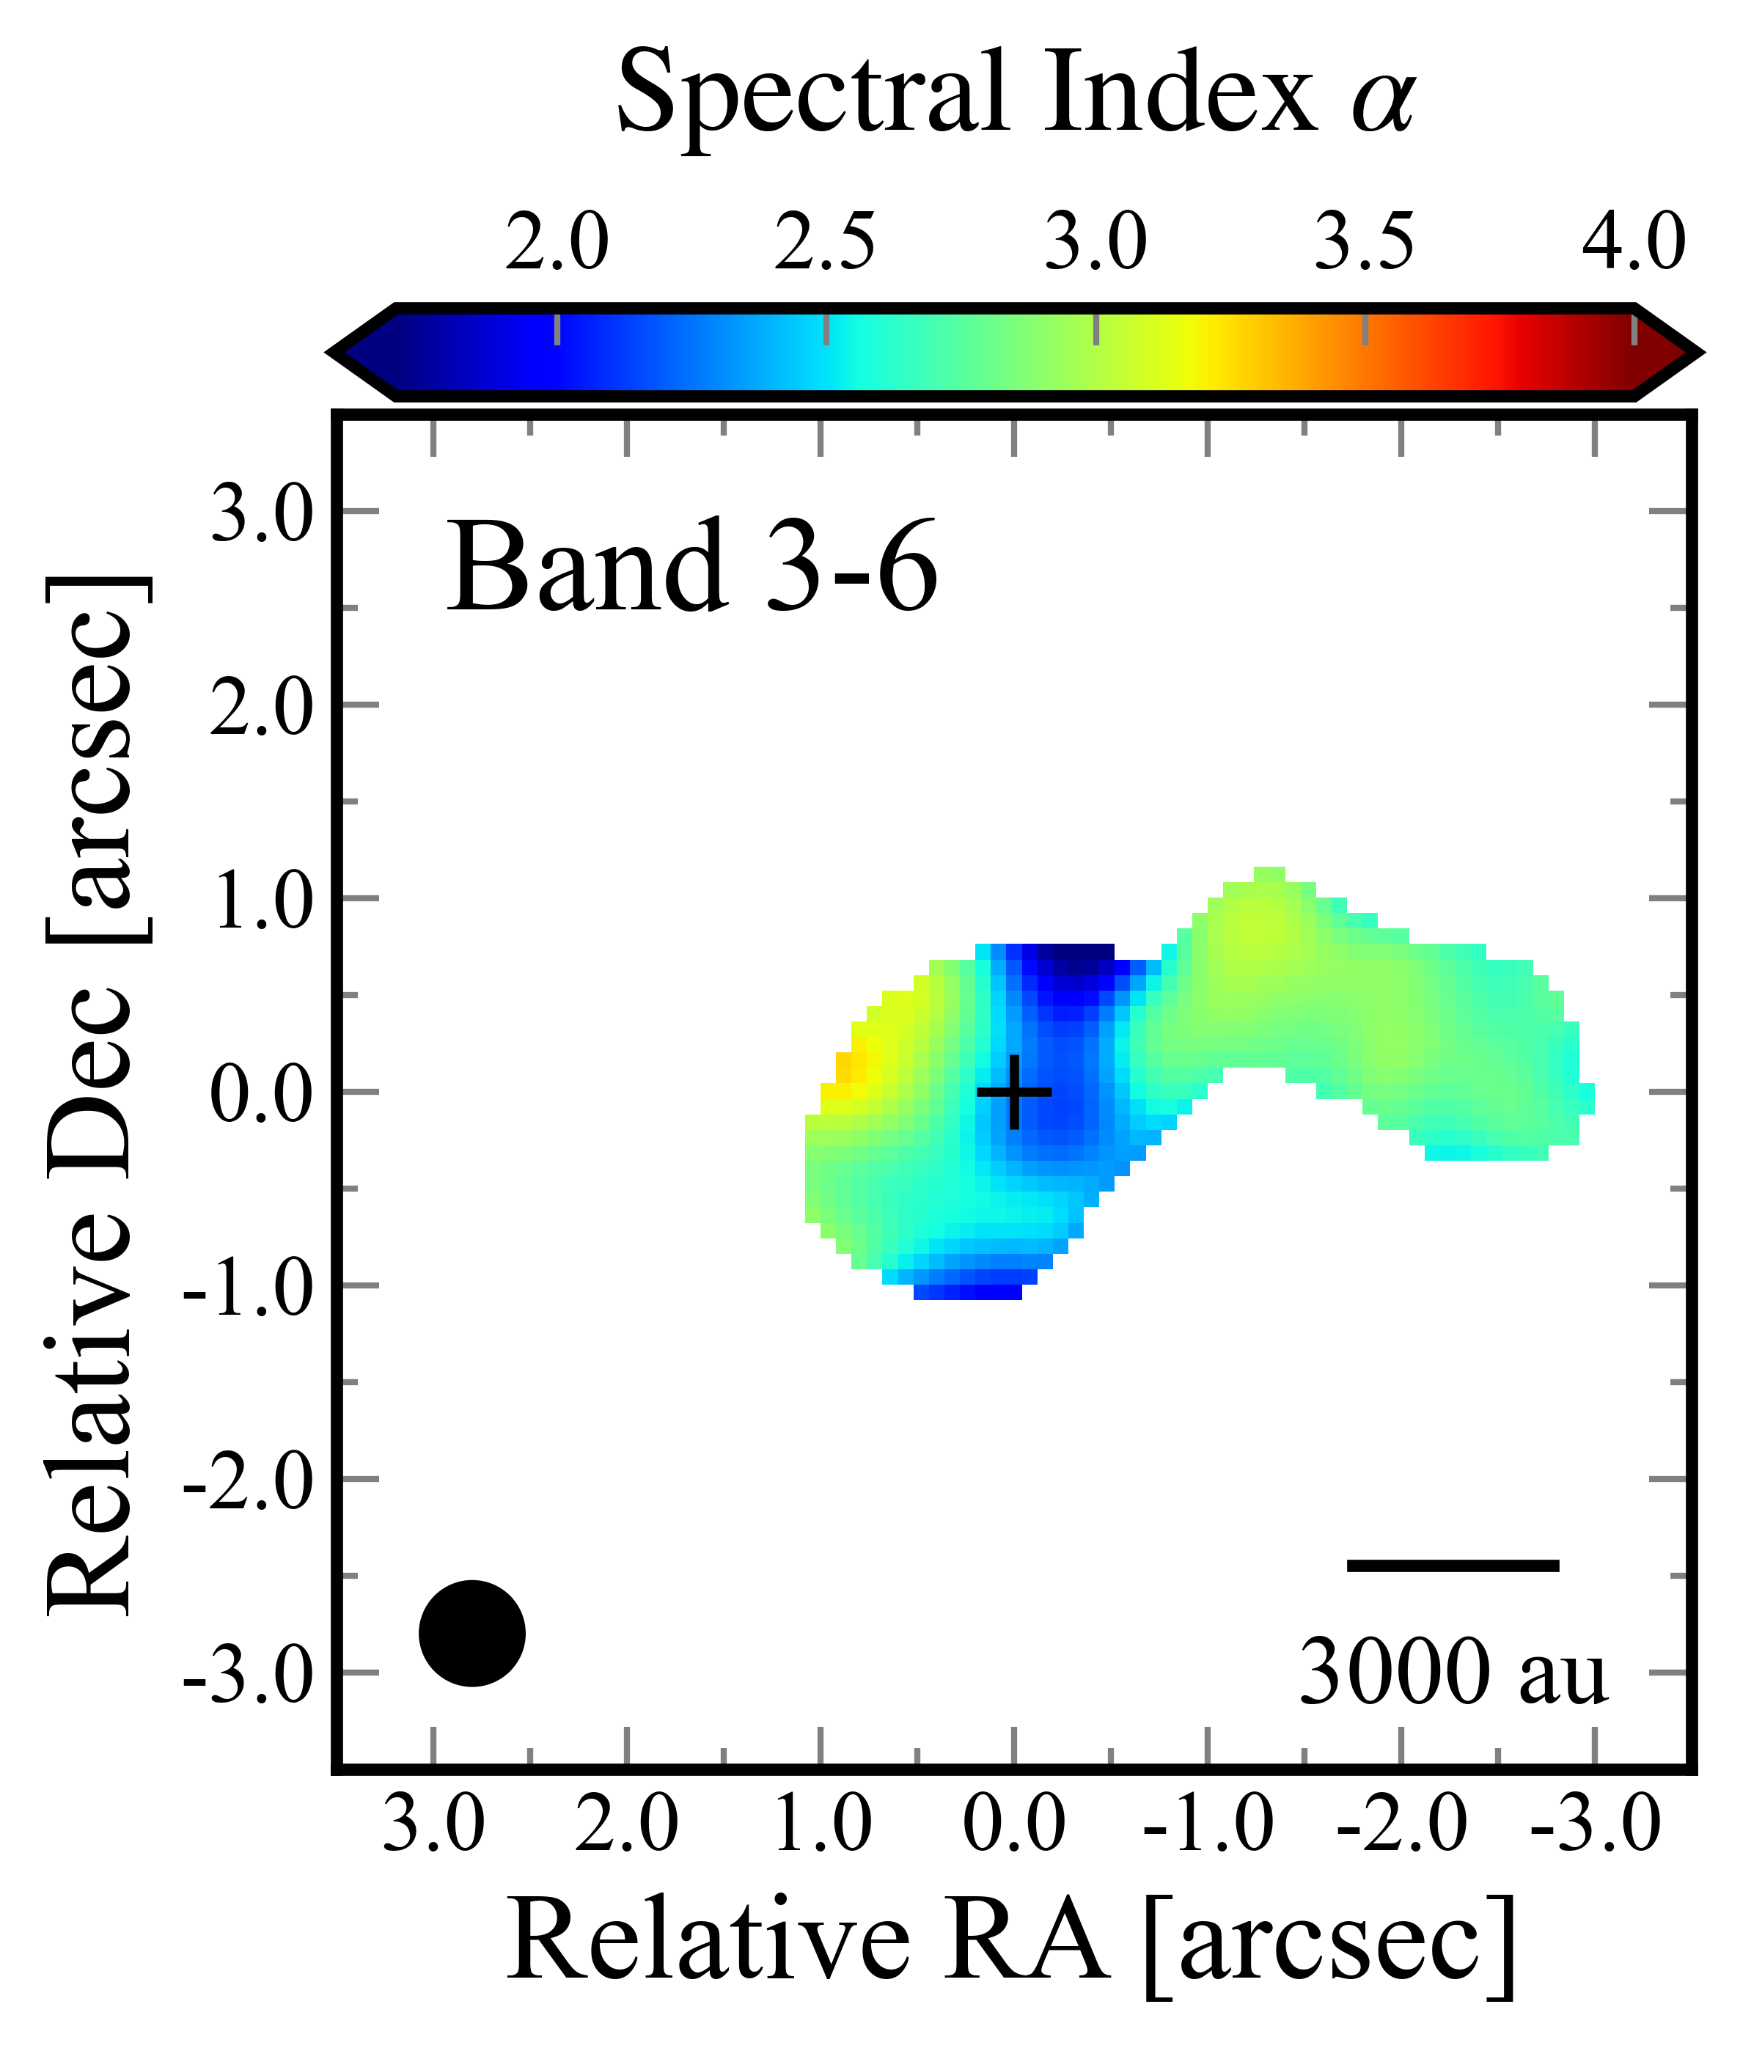 Spectral Index α
2.0 2.5 3.0 3.5 4.0
Band 3-6
Relative Dec [arcsec]
3.0
2.0
1.0
0.0
-1.0
-2.0
-3.0
3000 au
3.0 2.0 1.0 0.0 -1.0 -2.0 -3.0
Relative RA [arcsec]